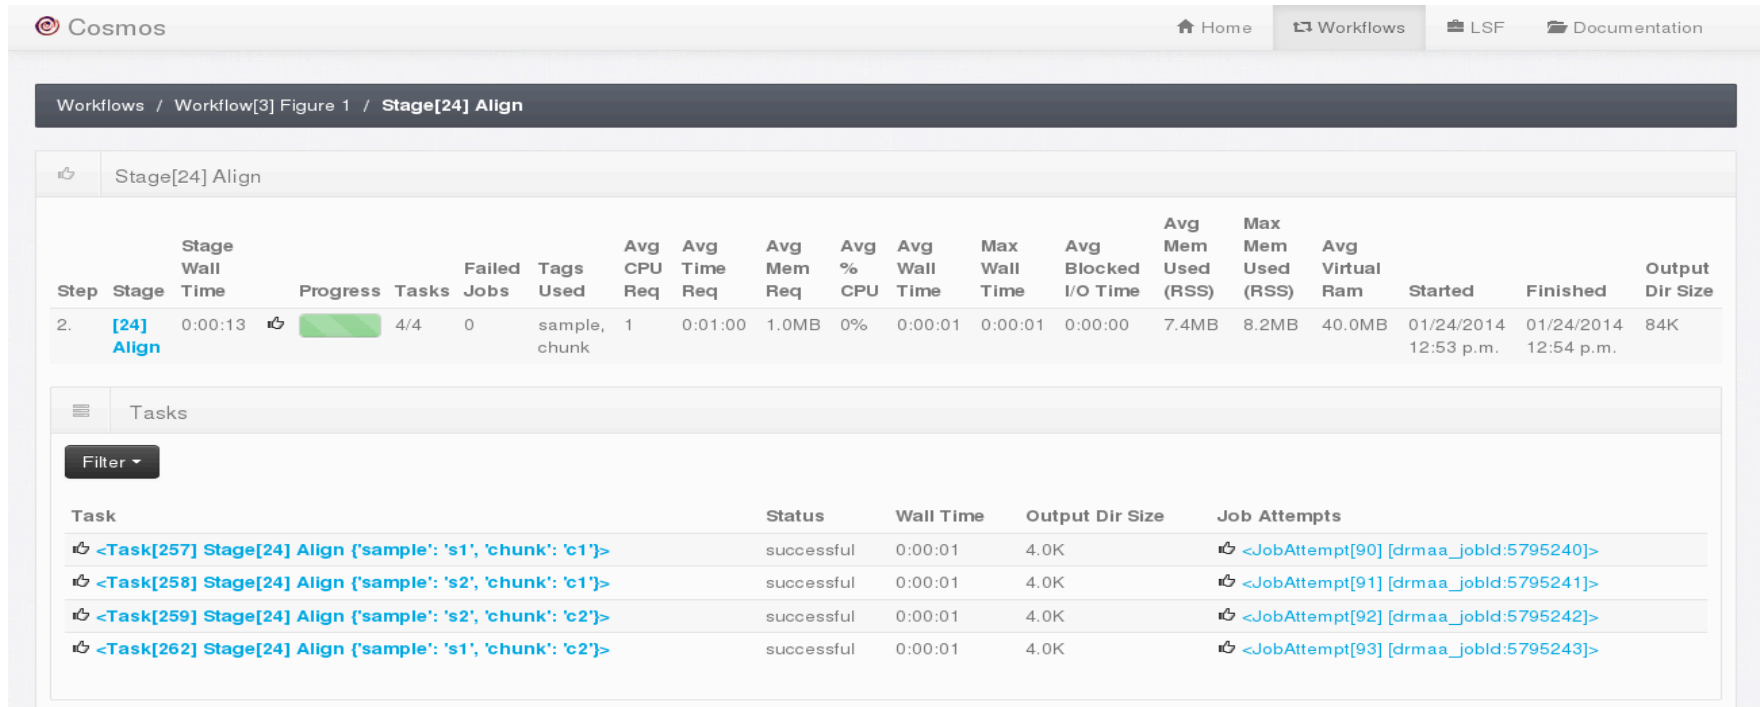 Cosmos Home Workflows LSF Documentation
Workflows / Workflow[3] Figure 1 / Stage[24] Align
Stage[24] Align
Step Stage Stage Wall Time Progress Tasks Failed Jobs Tags Used Avg CPU Req Avg Time Req Avg Mem Req Avg % CPU Avg Wall Time Max Wall Time Avg Blocked I/O Time Avg Mem Used (RSS) Max Mem Used (RSS) Avg Virtual Ram Started Finished Output Dir Size
2. [24] Align 0:00:13 4/4 0 sample, chunk 1 0:01:00 1.0MB 0% 0:00:01 0:00:01 0:00:00 7.4MB 8.2MB 40.0MB 01/24/2014 12:53 p.m. 01/24/2014 12:54 p.m. 84K
Tasks
Filter
Task Status Wall Time Output Dir Size Job Attempts
<Task[257] Stage[24] Align {'sample': 's1', 'chunk': 'c1'}> successful 0:00:01 4.0K <JobAttempt[90] [drmaa_jobId:5795240]>
<Task[258] Stage[24] Align {'sample': 's2', 'chunk': 'c1'}> successful 0:00:01 4.0K <JobAttempt[91] [drmaa_jobId:5795241]>
<Task[259] Stage[24] Align {'sample': 's2', 'chunk': 'c2'}> successful 0:00:01 4.0K <JobAttempt[92] [drmaa_jobId:5795242]>
<Task[262] Stage[24] Align {'sample': 's1', 'chunk': 'c2'}> successful 0:00:01 4.0K <JobAttempt[93] [drmaa_jobId:5795243]>